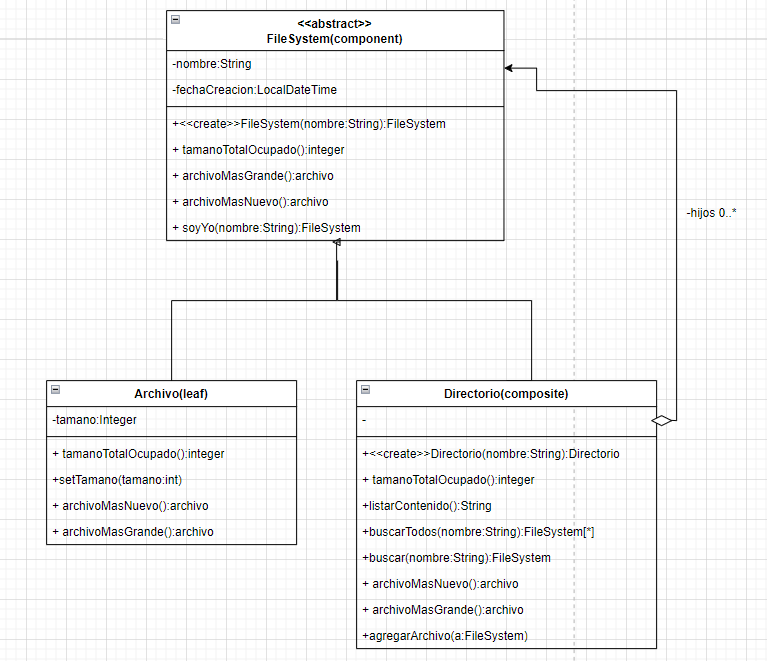 <<abstract>>
FileSystem(component)
-nombre:String
-fechaCreacion:LocalDateTime
+<<create>>FileSystem(nombre:String):FileSystem
+ tamanoTotalOcupado():integer
+ archivoMasGrande():archivo
+ archivoMasNuevo():archivo
+ soyYo(nombre:String):FileSystem
-hijos 0..*
Archivo(leaf)
-tamano:Integer
+ tamanoTotalOcupado():integer
+setTamano(tamano:int)
+ archivoMasNuevo():archivo
+ archivoMasGrande():archivo
Directorio(composite)
-
+<<create>>Directorio(nombre:String):Directorio
+ tamanoTotalOcupado():integer
+listarContenido():String
+buscarTodos(nombre:String):FileSystem[*]
+buscar(nombre:String):FileSystem
+ archivoMasNuevo():archivo
+ archivoMasGrande():archivo
+agregarArchivo(a:FileSystem)